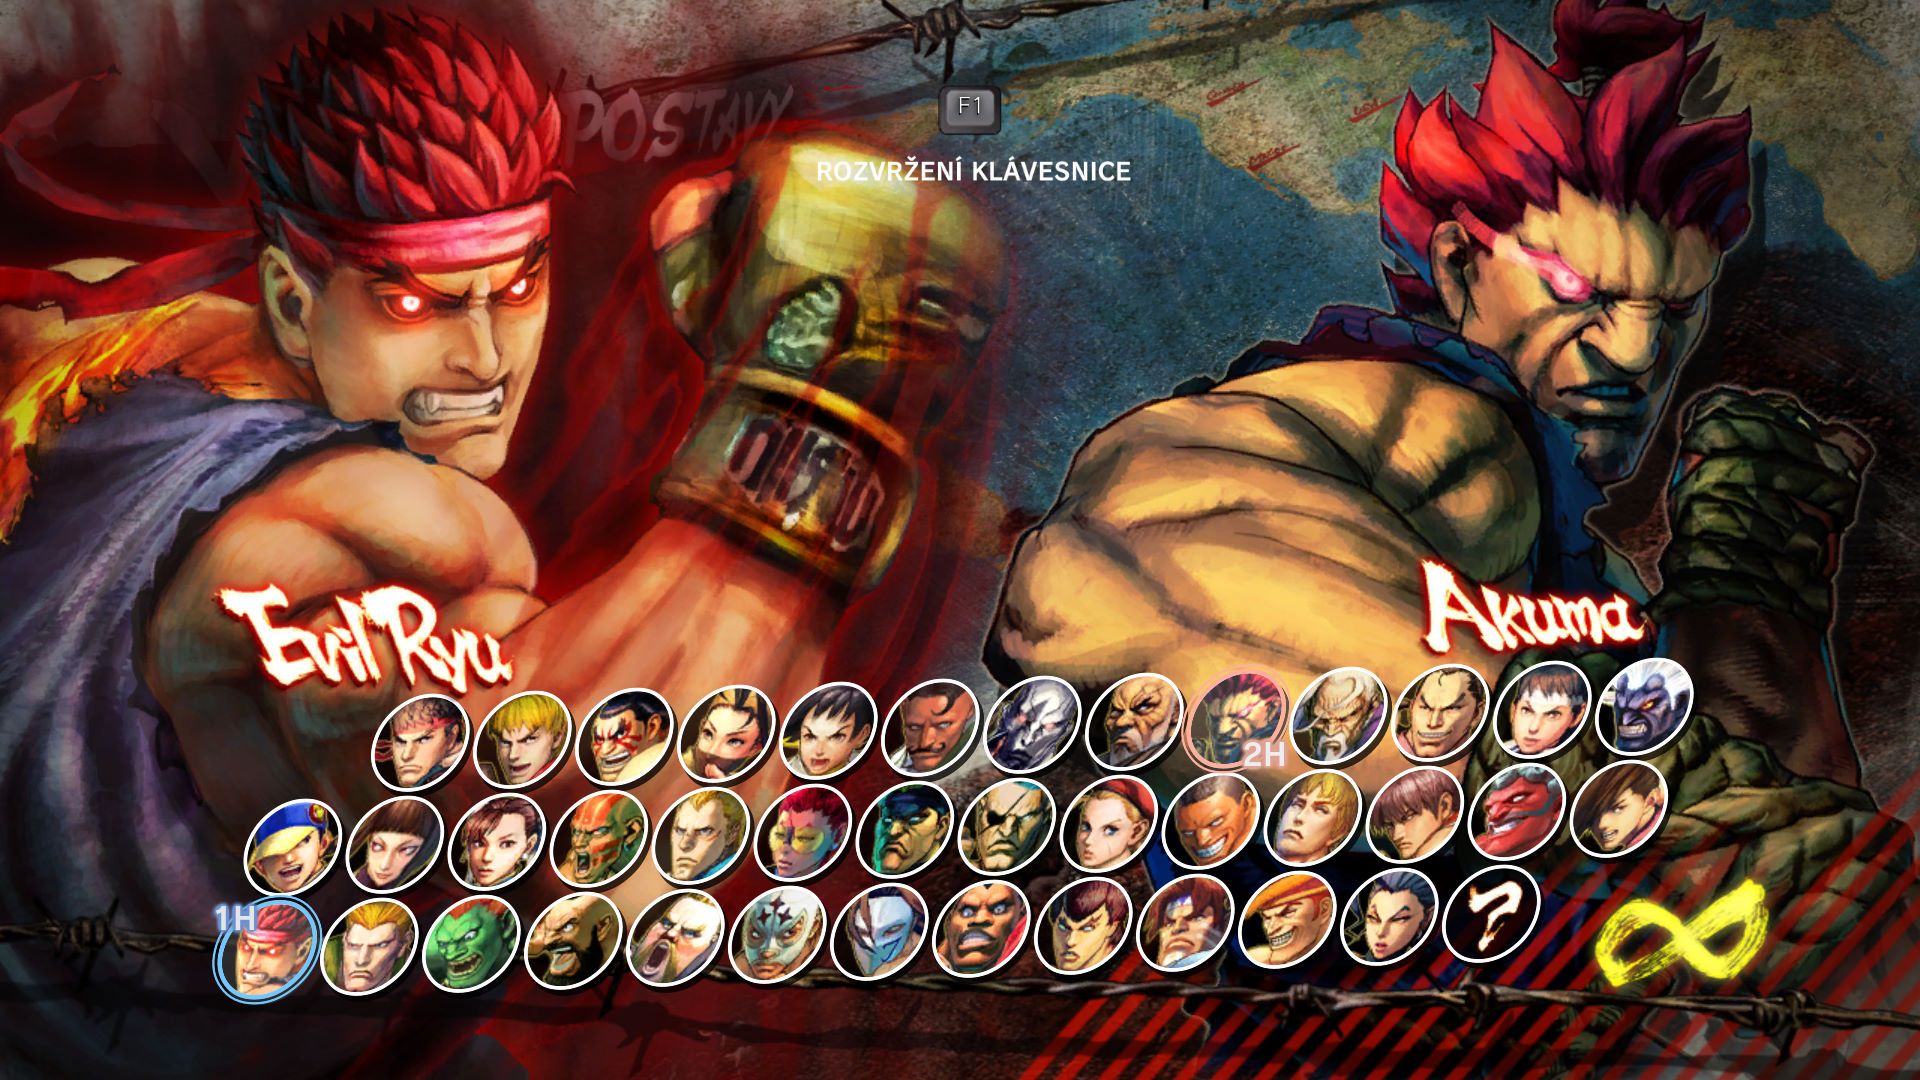 POSTAVY
F1
ROZVRŽENÍ KLÁVESNICE
Evil Ryu
Akuma
2H
1H
?
∞